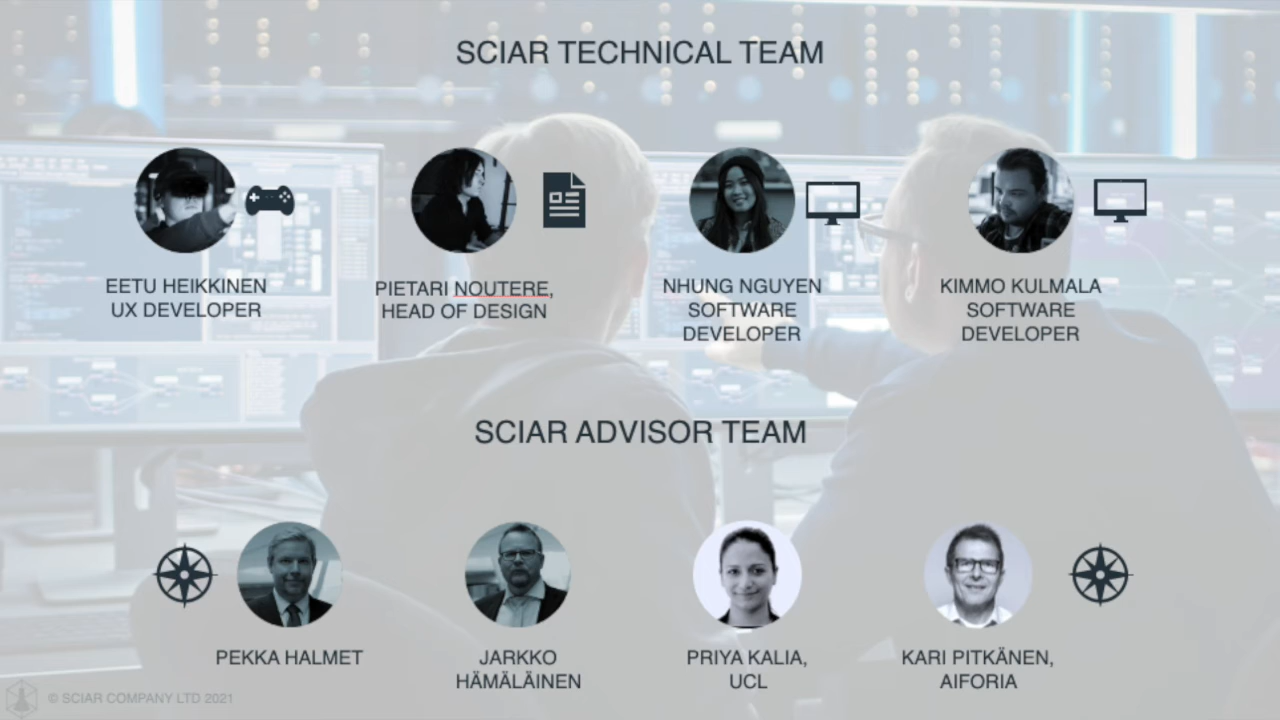 SCIAR TECHNICAL TEAM
EETU HEIKKINEN
UX DEVELOPER
PIETARI NOUTERE,
HEAD OF DESIGN
NHUNG NGUYEN
SOFTWARE
DEVELOPER
KIMMO KULMALA
SOFTWARE
DEVELOPER
SCIAR ADVISOR TEAM
PEKKA HALMET
JARKKO
HÄMÄLÄINEN
PRIYA KALIA,
UCL
KARI PITKÄNEN,
AIFORIA
© SCIAR COMPANY LTD 2021